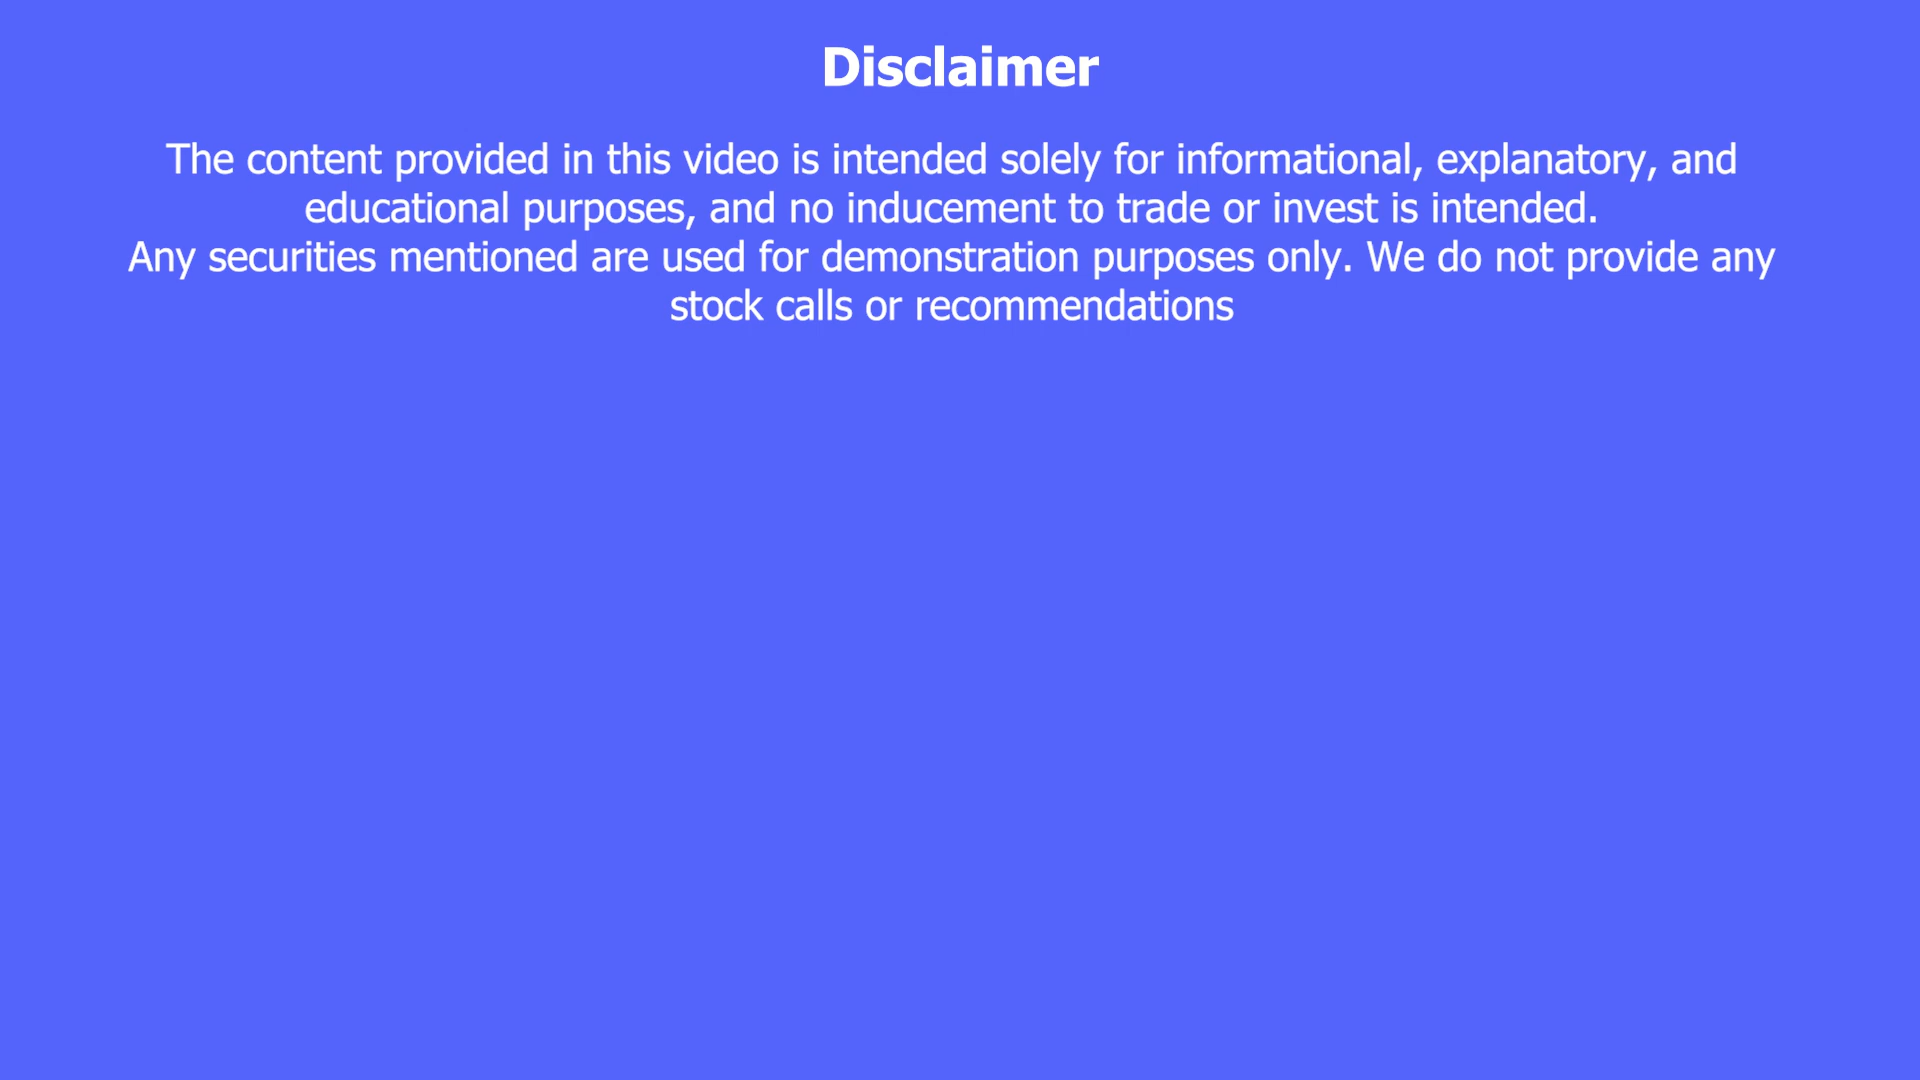 Disclaimer
The content provided in this video is intended solely for informational, explanatory, and
educational purposes, and no inducement to trade or invest is intended.
Any securities mentioned are used for demonstration purposes only. We do not provide any
stock calls or recommendations